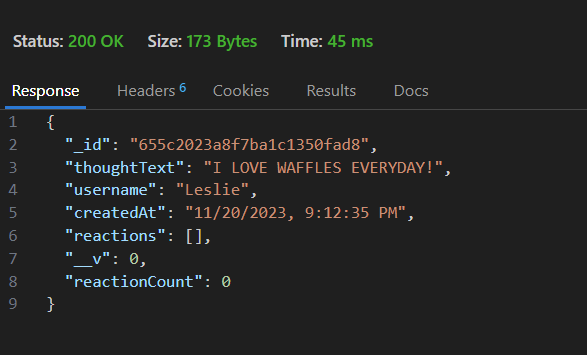 Status: 200 OK Size: 173 Bytes Time: 45 ms
Response Headers 6 Cookies Results Docs
1 {
2 "_id": "655c2023a8f7ba1c1350fad8",
3 "thoughtText": "I LOVE WAFFLES EVERYDAY!",
4 "username": "Leslie",
5 "createdAt": "11/20/2023, 9:12:35 PM",
6 "reactions": [],
7 "__v": 0,
8 "reactionCount": 0
9 }